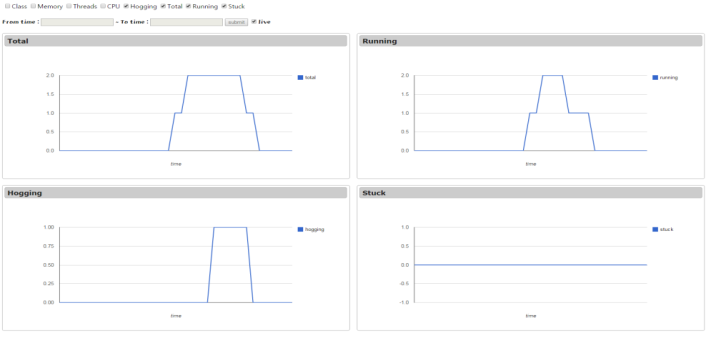 Class Memory Threads CPU Hogging Total Running Stuck
From time : - To time : submit live
Total
Running
2.0
1.5
1.0
0.5
0.0
total
time
2.0
1.5
1.0
0.5
0.0
running
time
Hogging
Stuck
1.00
0.75
0.50
0.25
0.00
hogging
time
1.0
0.5
0.0
-0.5
-1.0
stuck
time